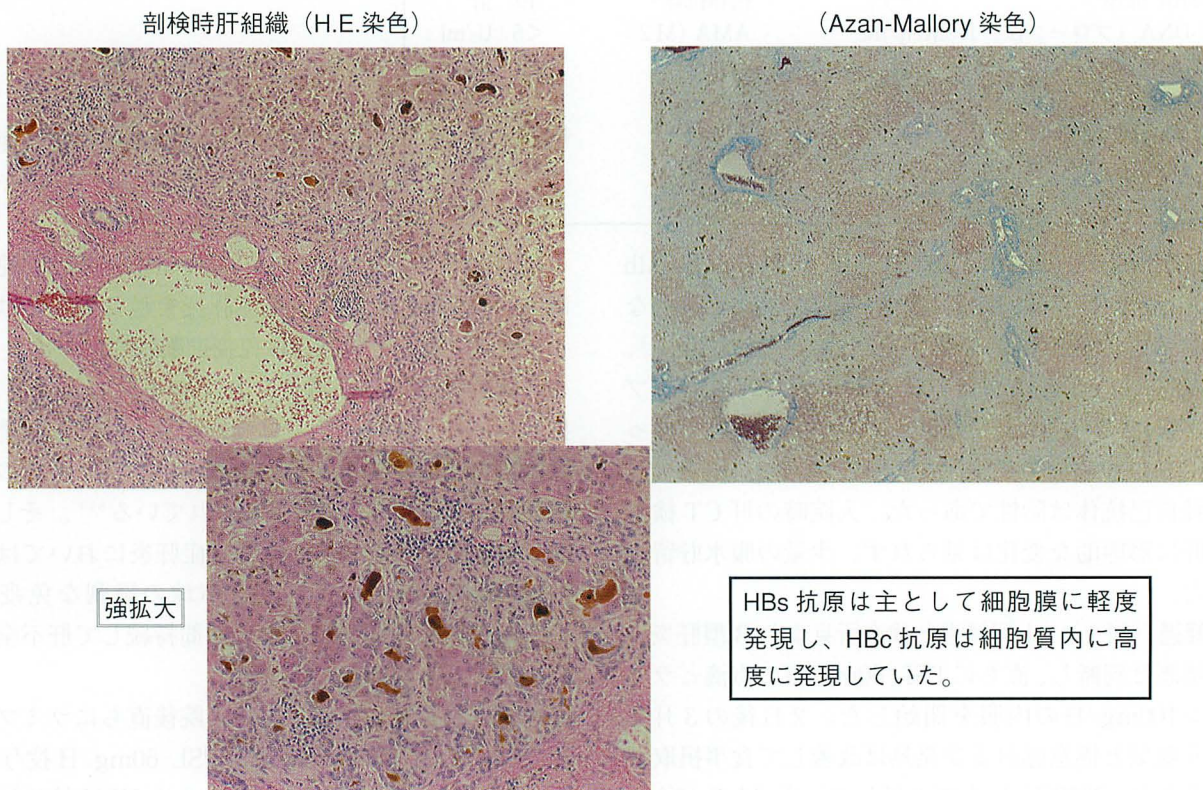 剖検時肝組織（H.E.染色）
（Azan-Mallory 染色）
強拡大
HBs 抗原は主として細胞膜に軽度
発現し、HBc 抗原は細胞質内に高
度に発現していた。